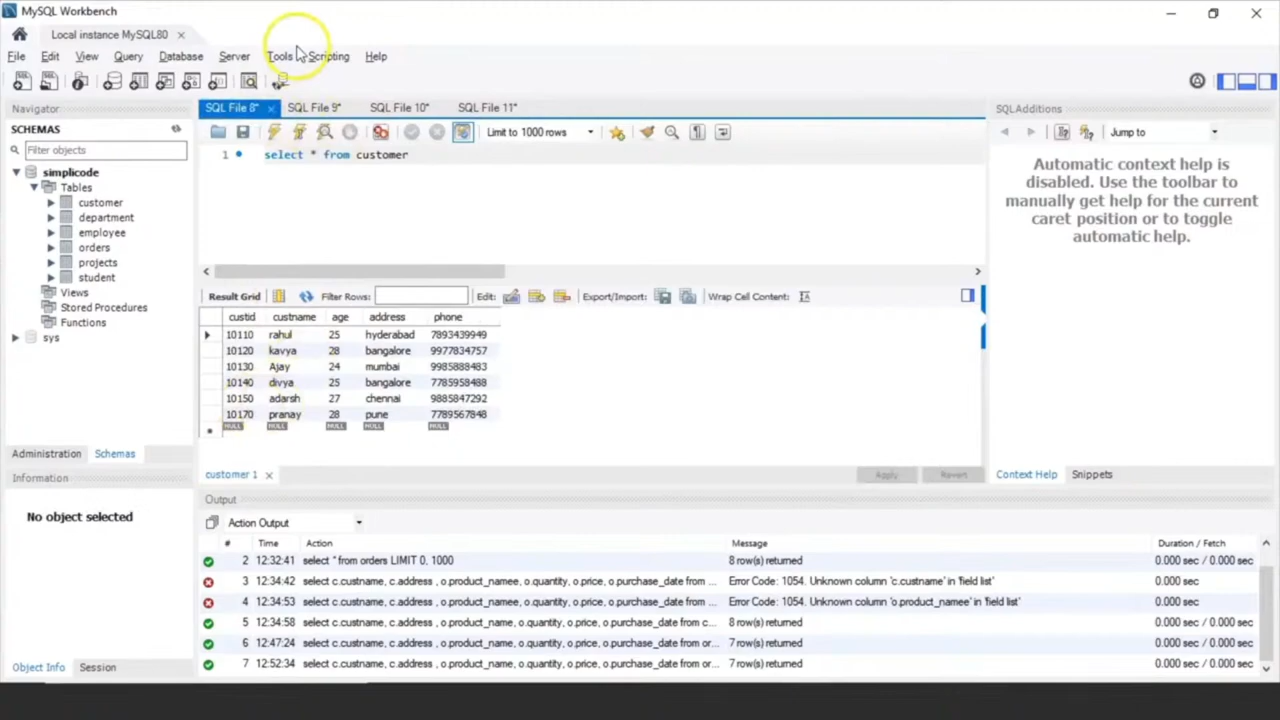 MySQL Workbench
Local instance MySQL80
File Edit View Query Database Server Tools Scripting Help
Navigator
SCHEMAS
Filter objects
simplicode
Tables
customer
department
employee
orders
projects
student
Views
Stored Procedures
Functions
sys
Administration Schemas
Information
No object selected
Object Info Session
SQL File 8* SQL File 9* SQL File 10* SQL File 11*
Limit to 1000 rows
1 select * from customer
Result Grid Filter Rows: Edit: Export/Import: Wrap Cell Content:
custid custname age address phone
10110 rahul 25 hyderabad 7893439949
10120 kavya 28 bangalore 9977834757
10130 Ajay 24 mumbai 9985888483
10140 divya 25 bangalore 7785958488
10150 adarsh 27 chennai 9885847292
10170 pranay 28 pune 7789567848
NULL NULL NULL NULL NULL
customer 1 Apply Revert
Output
Action Output
# Time Action Message Duration / Fetch
2 12:32:41 select * from orders LIMIT 0, 1000 8 row(s) returned 0.000 sec / 0.000 sec
3 12:34:42 select c.custname, c.address , o.product_namee, o.quantity, o.price, o.purchase_date from ... Error Code: 1054. Unknown column 'c.custname' in 'field list' 0.000 sec
4 12:34:53 select c.custname, c.address , o.product_namee, o.quantity, o.price, o.purchase_date from ... Error Code: 1054. Unknown column 'o.product_namee' in 'field list' 0.000 sec
5 12:34:58 select c.custname, c.address , o.product_name, o.quantity, o.price, o.purchase_date from c... 8 row(s) returned 0.000 sec / 0.000 sec
6 12:47:24 select c.custname, c.address , o.product_name, o.quantity, o.price, o.purchase_date from or... 7 row(s) returned 0.000 sec / 0.000 sec
7 12:52:34 select c.custname, c.address , o.product_name, o.quantity, o.price, o.purchase_date from or... 7 row(s) returned 0.000 sec / 0.000 sec
SQLAdditions
Jump to
Automatic context help is
disabled. Use the toolbar to
manually get help for the current
caret position or to toggle
automatic help.
Context Help Snippets